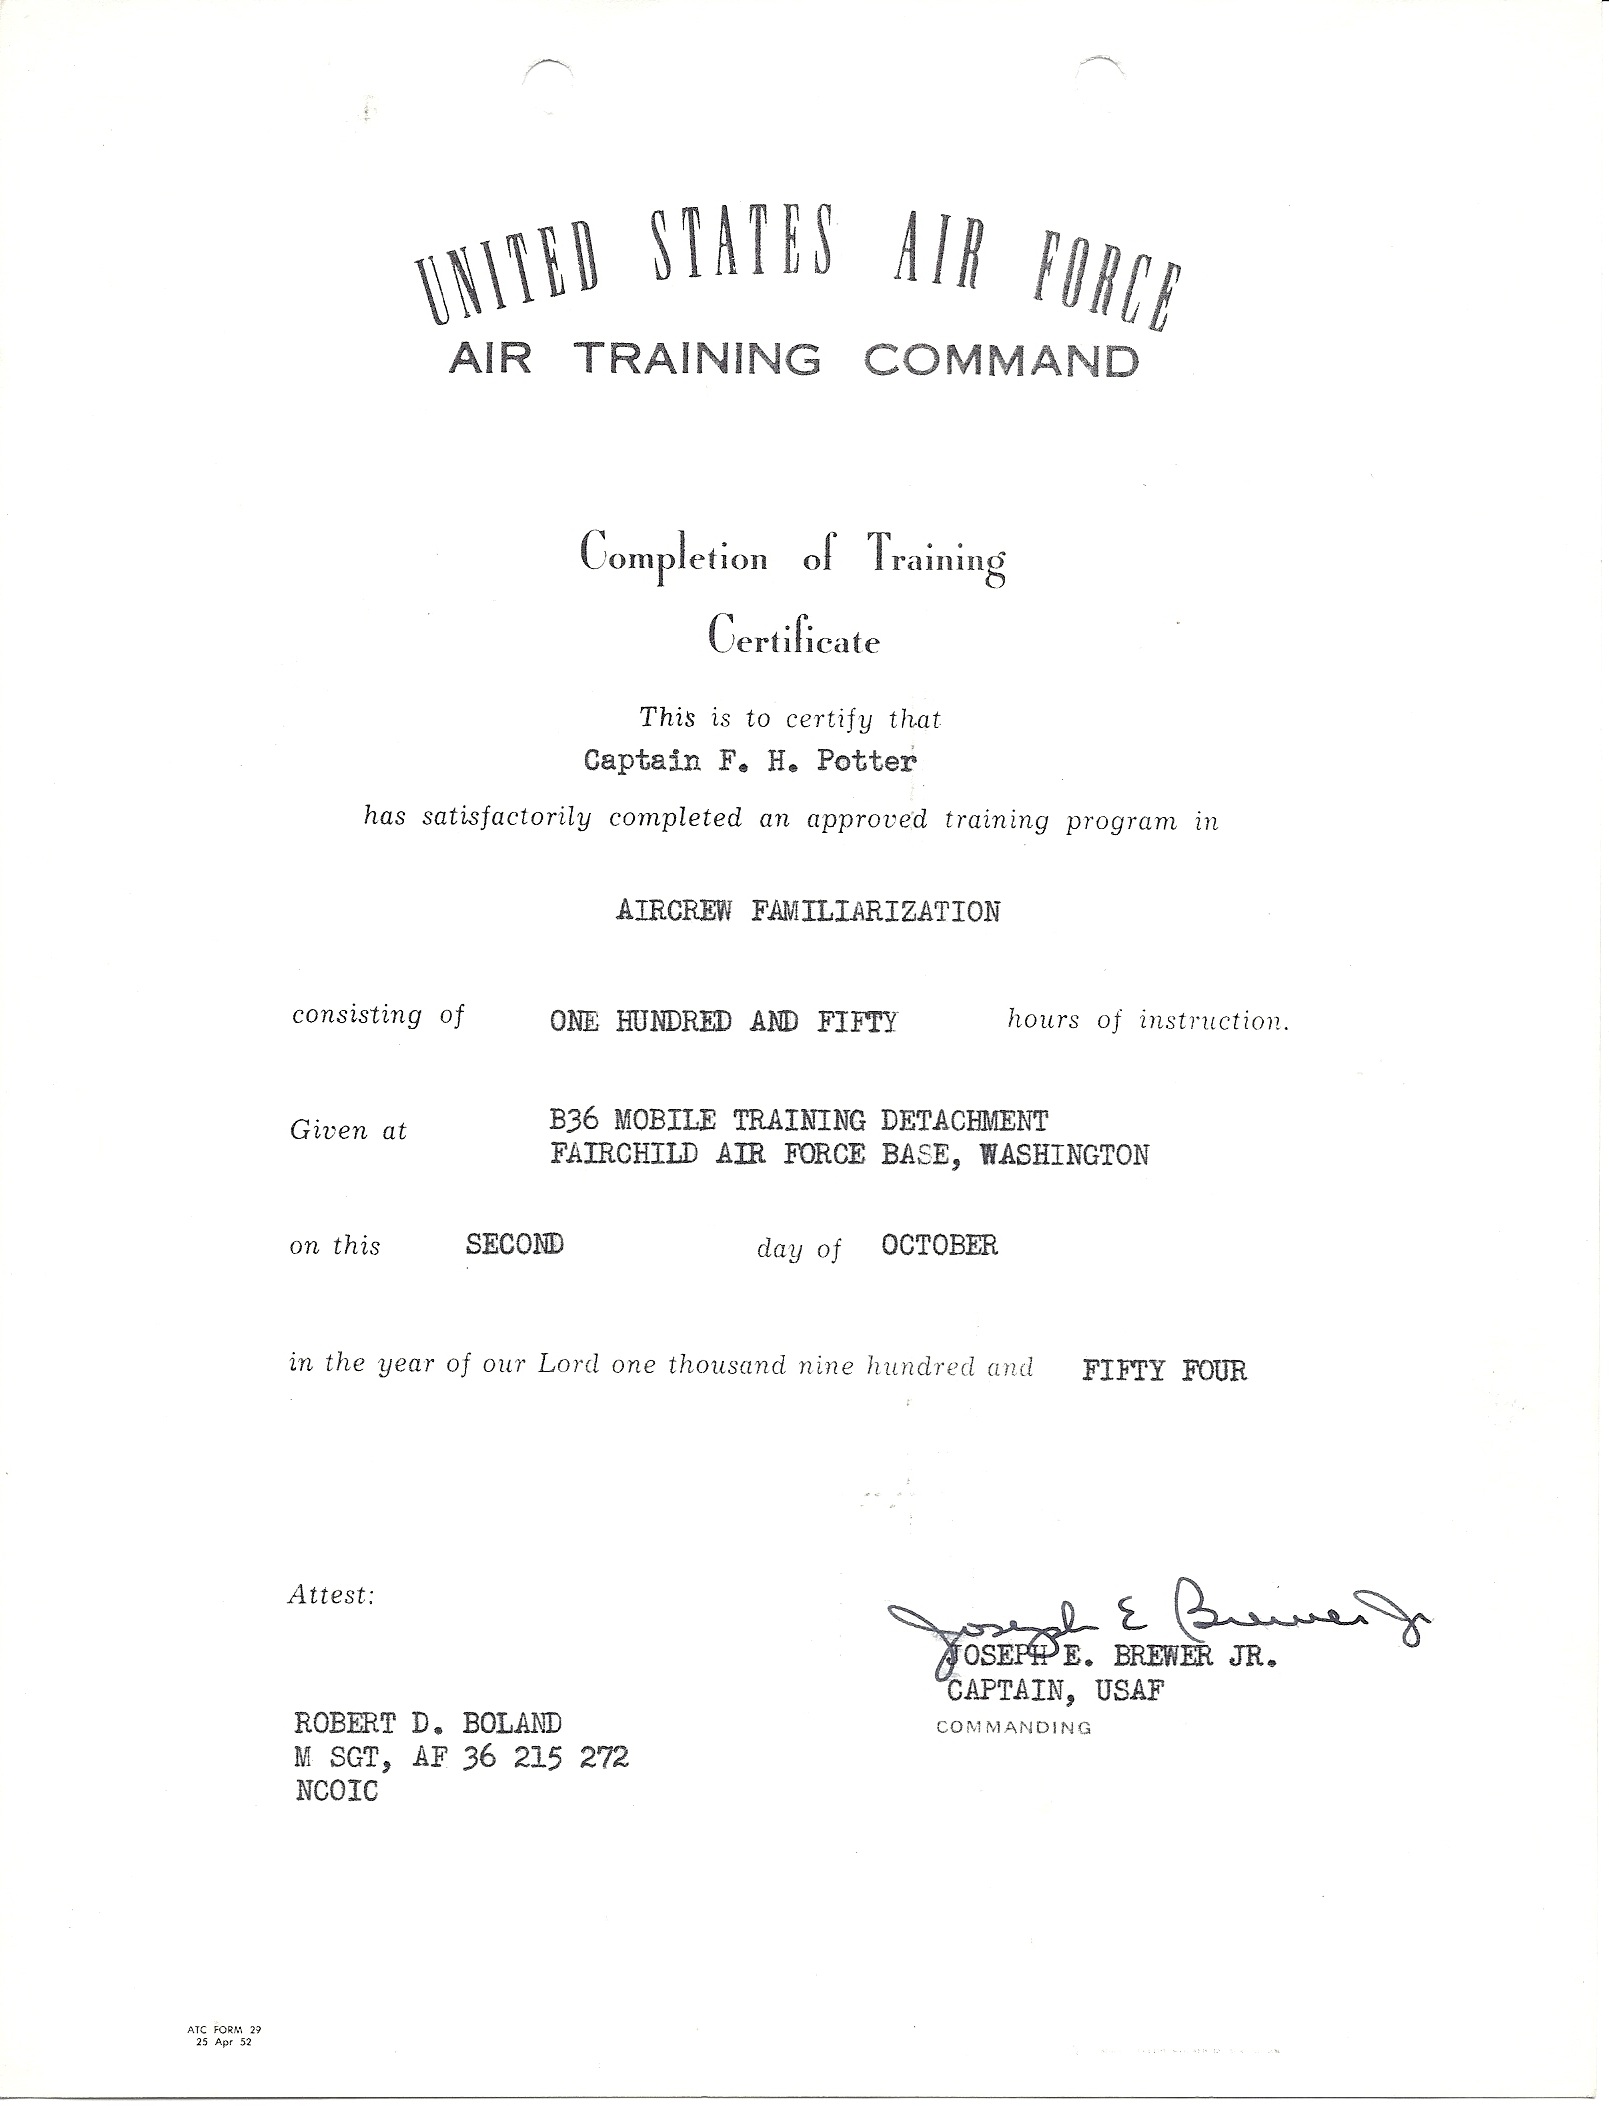 UNITED STATES AIR FORCE
AIR TRAINING COMMAND
Completion of Training
Certificate
This is to certify that
Captain F. H. Potter
has satisfactorily completed an approved training program in
AIRCREW FAMILIARIZATION
consisting of ONE HUNDRED AND FIFTY hours of instruction.
Given at B36 MOBILE TRAINING DETACHMENT
FAIRCHILD AIR FORCE BASE, WASHINGTON
on this SECOND day of OCTOBER
in the year of our Lord one thousand nine hundred and FIFTY FOUR
Attest:
Joseph E Brewer Jr
JOSEPH E. BREWER JR.
CAPTAIN, USAF
COMMANDING
ROBERT D. BOLAND
M SGT, AF 36 215 272
NCOIC
ATC FORM 29
25 Apr 52